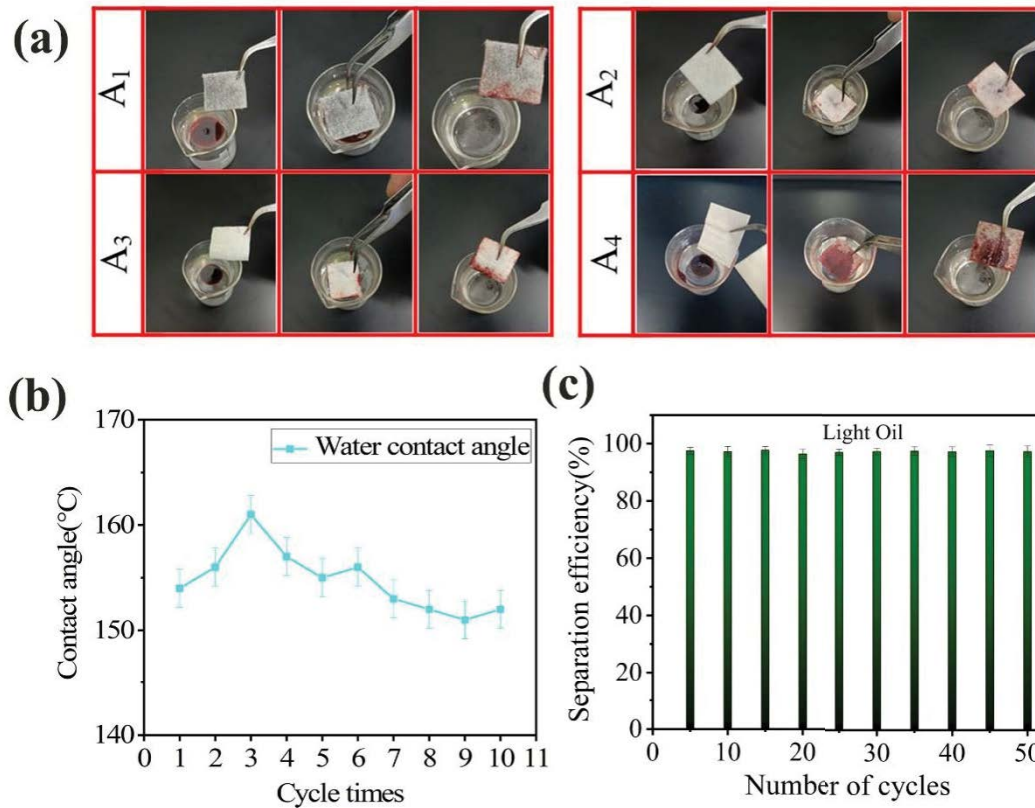 (a)
A1
A2
A3
A4
(b)
170
160
150
140
Contact angle(°C)
Water contact angle
0 1 2 3 4 5 6 7 8 9 10 11
Cycle times
(c)
100
80
60
40
20
0
Separation efficiency(%)
Light Oil
0 10 20 30 40 50
Number of cycles